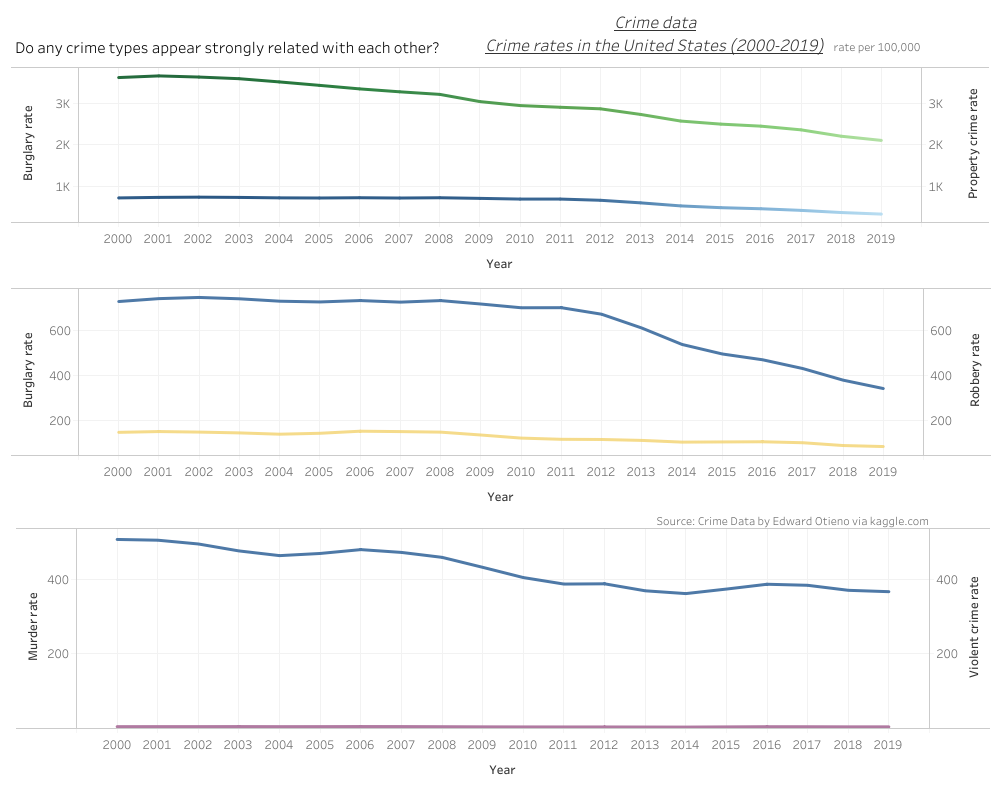 Crime data
Do any crime types appear strongly related with each other?
Crime rates in the United States (2000-2019) rate per 100,000
Burglary rate
3K
2K
1K
3K
2K
1K
Property crime rate
2000 2001 2002 2003 2004 2005 2006 2007 2008 2009 2010 2011 2012 2013 2014 2015 2016 2017 2018 2019
Year
Burglary rate
600
400
200
600
400
200
Robbery rate
2000 2001 2002 2003 2004 2005 2006 2007 2008 2009 2010 2011 2012 2013 2014 2015 2016 2017 2018 2019
Year
Source: Crime Data by Edward Otieno via kaggle.com
Murder rate
400
200
400
200
Violent crime rate
2000 2001 2002 2003 2004 2005 2006 2007 2008 2009 2010 2011 2012 2013 2014 2015 2016 2017 2018 2019
Year